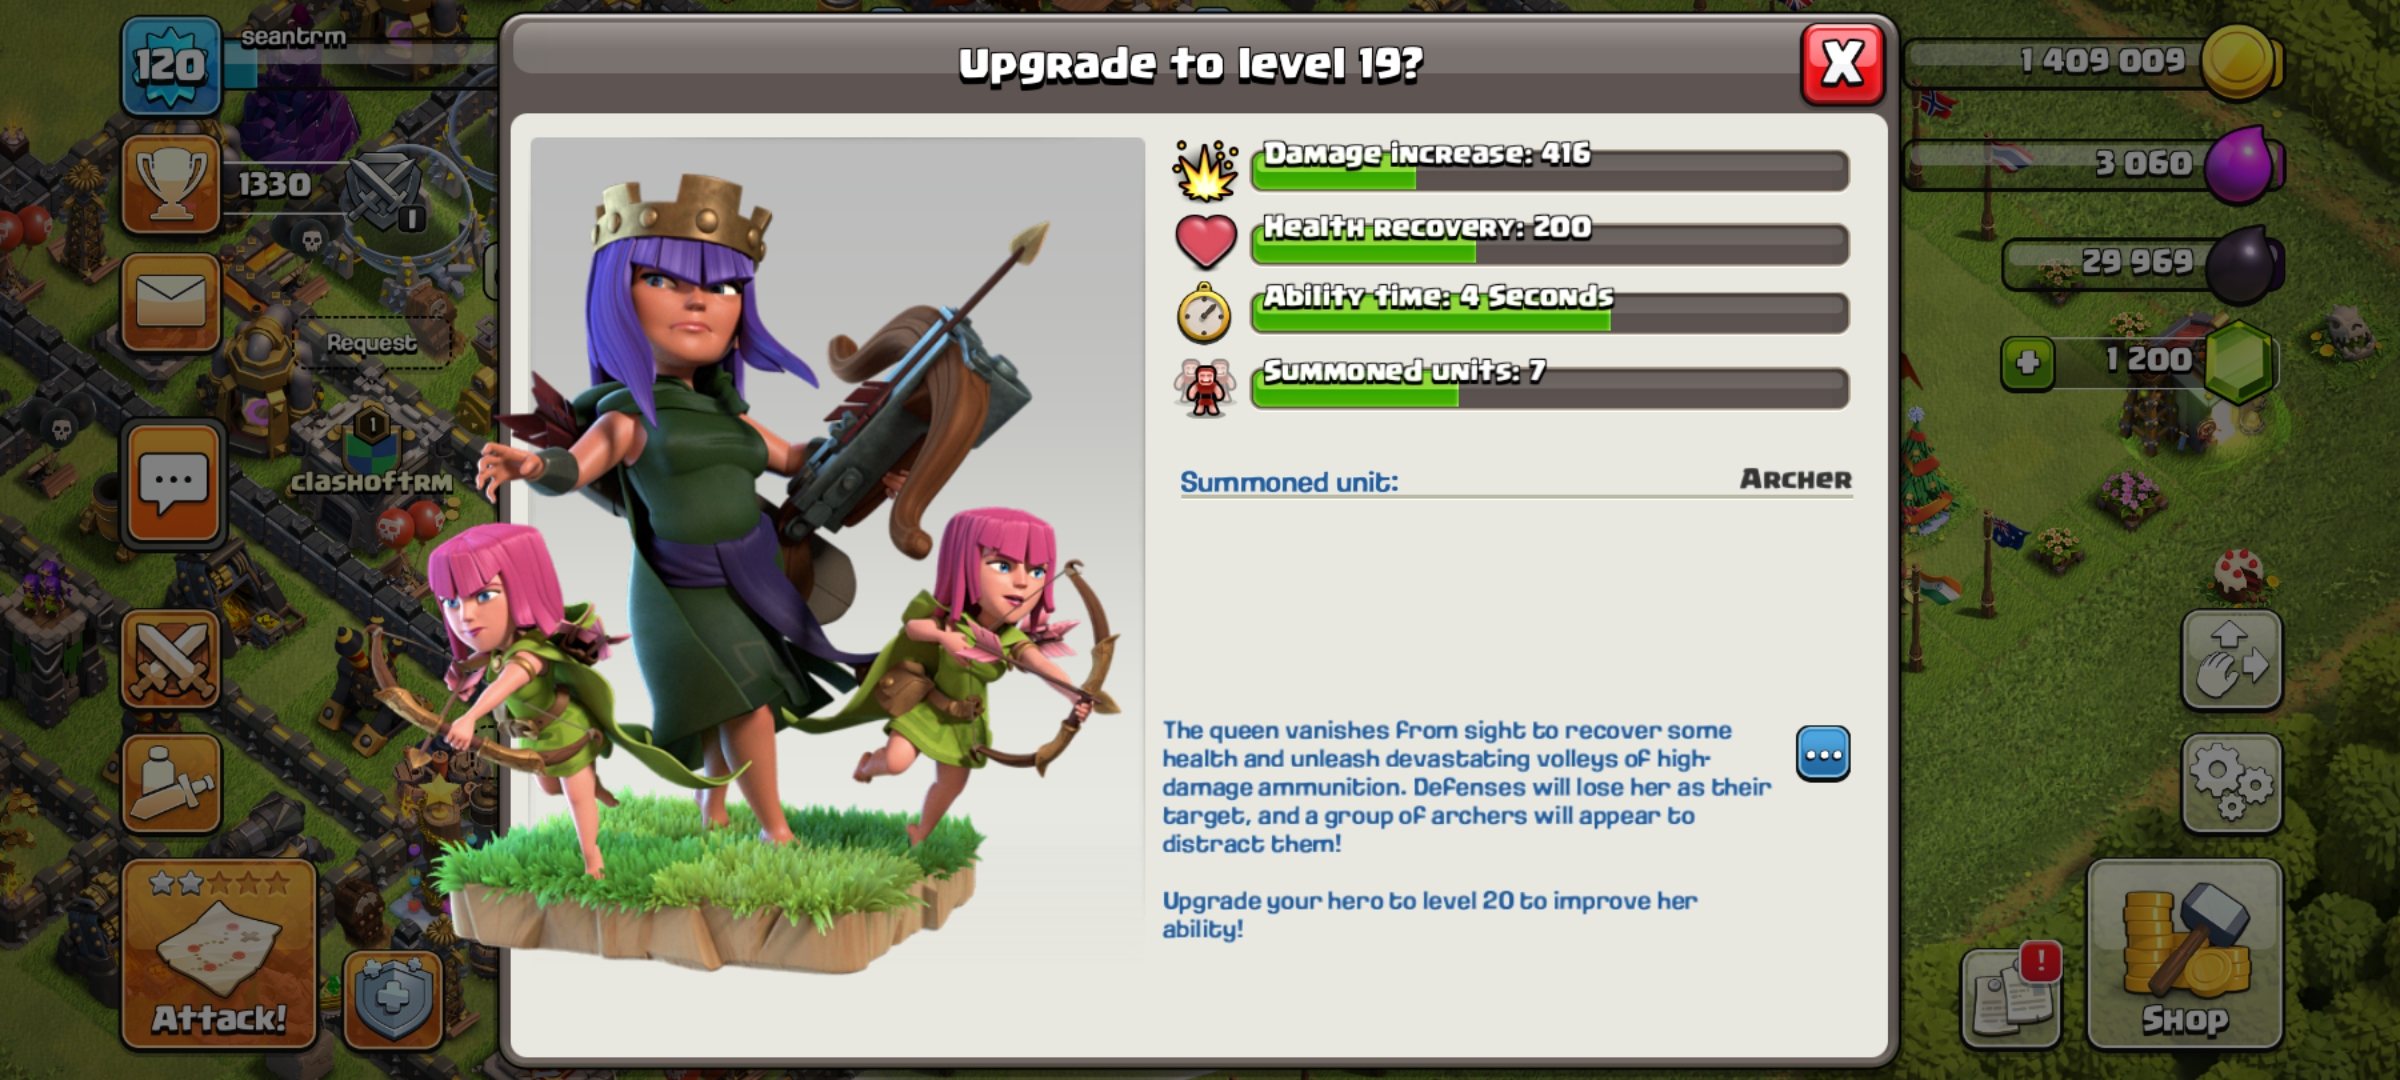 120
seantrm
Upgrade to level 19?
X
1 409 009
1330
1
Damage increase: 416
3 060
Health recovery: 200
29 969
Ability time: 4 Seconds
Request
1 200
Summoned units: 7
1
clashoftRM
Summoned unit:
Archer
The queen vanishes from sight to recover some
health and unleash devastating volleys of high-
damage ammunition. Defenses will lose her as their
target, and a group of archers will appear to
distract them!
Upgrade your hero to level 20 to improve her
ability!
!
Attack!
Shop